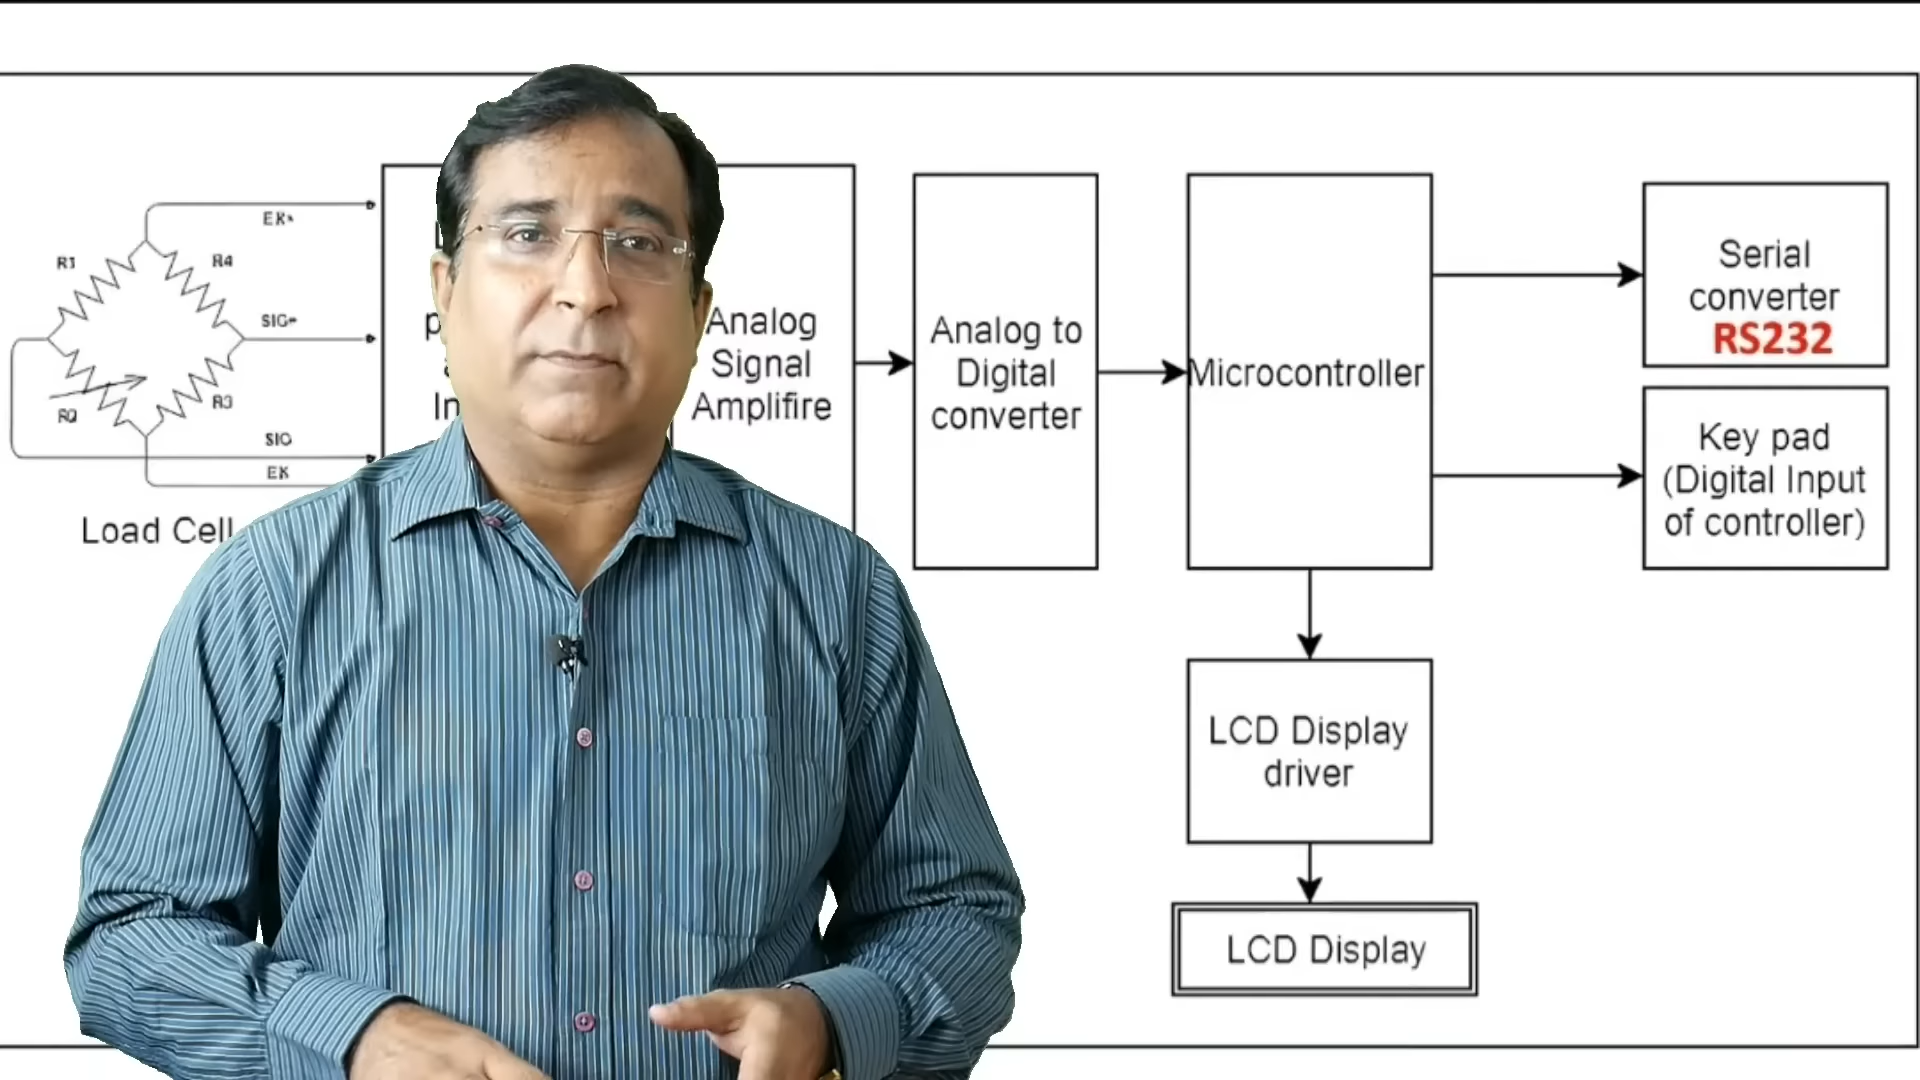 R1
R4
SIG
R3
R2
SIG
EX
Load Cell
Analog
Signal
Amplifire
Analog to
Digital
converter
Microcontroller
Serial
converter
RS232
Key pad
(Digital Input
of controller)
LCD Display
driver
LCD Display